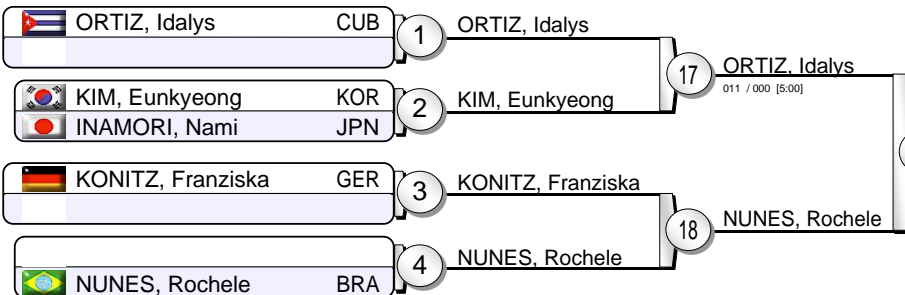 ORTIZ, Idalys CUB
1
ORTIZ, Idalys
KIM, Eunkyeong KOR
INAMORI, Nami JPN
2
KIM, Eunkyeong
17
ORTIZ, Idalys
011 / 000 [5:00]
KONITZ, Franziska GER
3
KONITZ, Franziska
NUNES, Rochele BRA
4
NUNES, Rochele
18
NUNES, Rochele